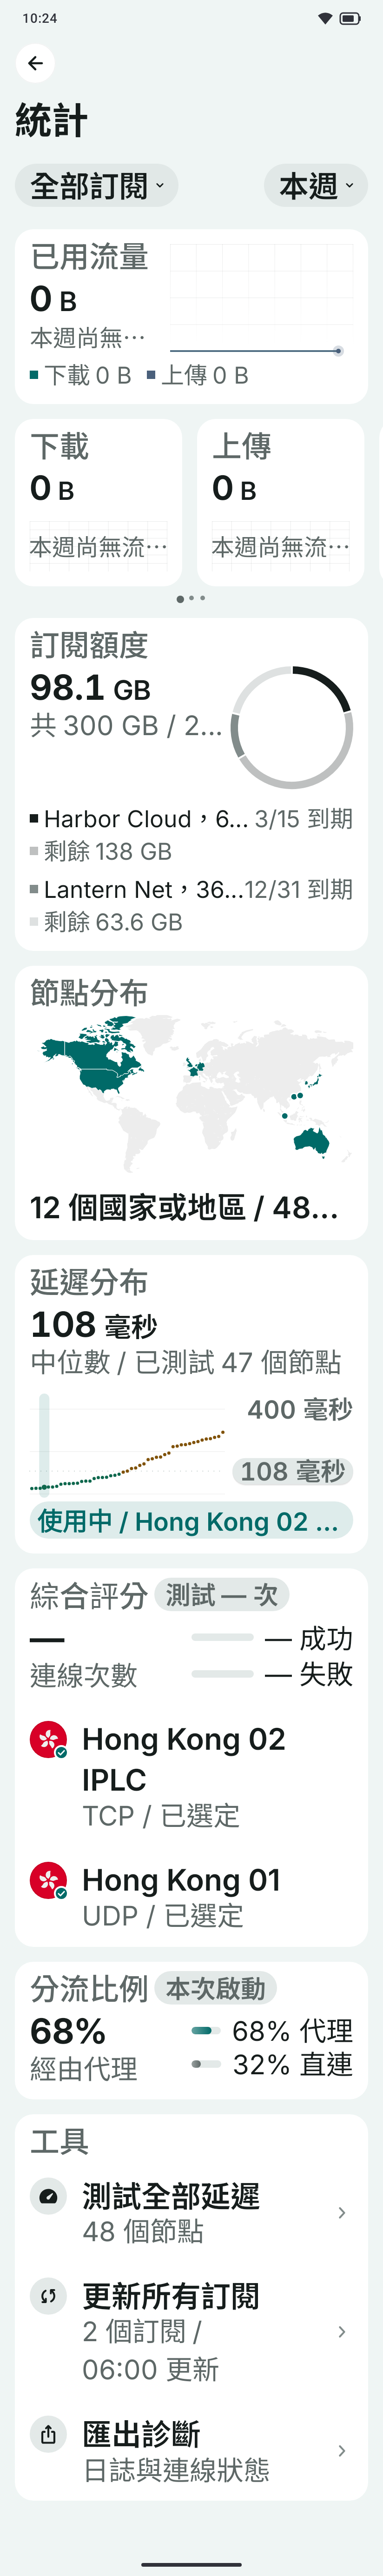 10:24
統計
全部訂閱
本週
已用流量
0 B
本週尚無…
下載 0 B 上傳 0 B
下載
0 B
本週尚無流…
上傳
0 B
本週尚無流…
訂閱額度
98.1 GB
共 300 GB / 2...
Harbor Cloud，6... 3/15 到期
剩餘 138 GB
Lantern Net，36... 12/31 到期
剩餘 63.6 GB
節點分布
12 個國家或地區 / 48...
延遲分布
108 毫秒
中位數 / 已測試 47 個節點
400 毫秒
108 毫秒
使用中 / Hong Kong 02 ...
綜合評分 測試 — 次
—
連線次數
— 成功
— 失敗
Hong Kong 02
IPLC
TCP / 已選定
Hong Kong 01
UDP / 已選定
分流比例 本次啟動
68%
經由代理
68% 代理
32% 直連
工具
測試全部延遲
48 個節點
更新所有訂閱
2 個訂閱 /
06:00 更新
匯出診斷
日誌與連線狀態